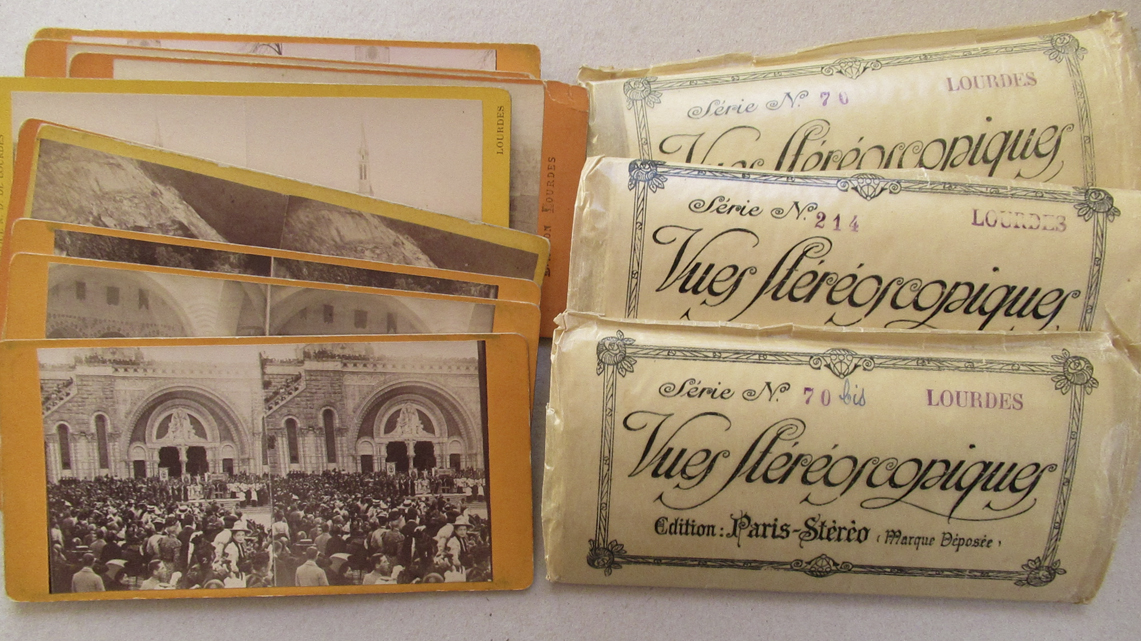 LOURDES
LOURDES
Série N. 70 LOURDES
Vues Stéréoscopiques
Série N. 214 LOURDES
Vues Stéréoscopiques
Série N. 70 bis LOURDES
Vues Stéréoscopiques
Edition: Paris-Stéréo (Marque Déposée)